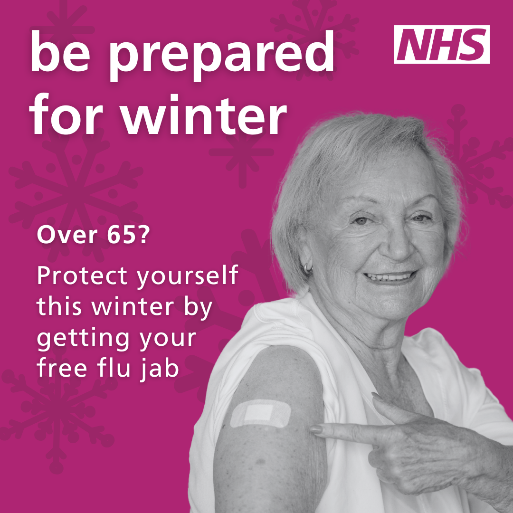 be prepared
for winter
NHS
Over 65?
Protect yourself
this winter by
getting your
free flu jab